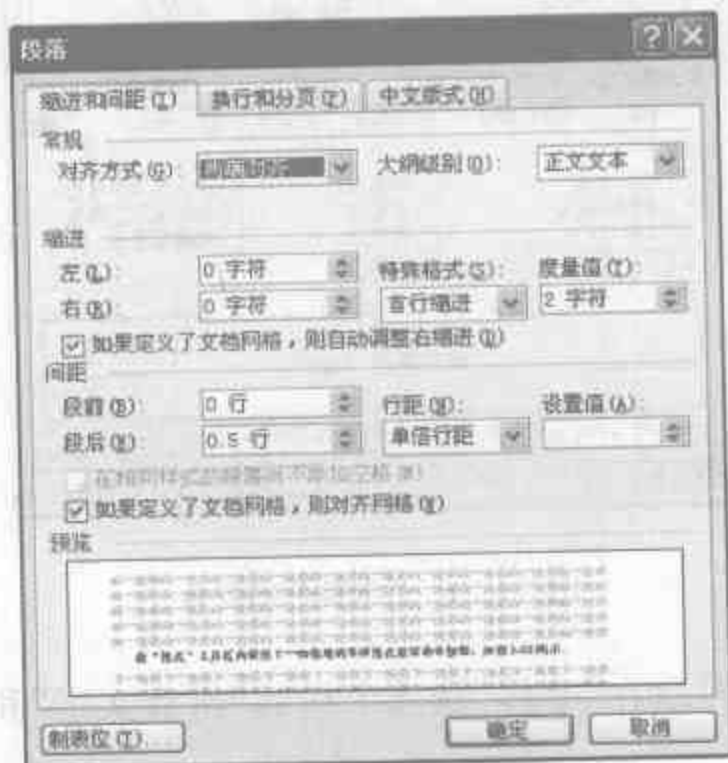 段落
缩进和间距(I) 换行和分页(P) 中文版式(H)
常规
对齐方式(G): 两端对齐 大纲级别(O): 正文文本
缩进
左(L): 0 字符 特殊格式(S): 度量值(Y):
右(R): 0 字符 首行缩进 2 字符
如果定义了文档网格，则自动调整右缩进(D)
间距
段前(B): 0 行 行距(N): 设置值(A):
段后(E): 0.5 行 单倍行距
如果定义了文档网格，则对齐网格(W)
预览
制表位(T)... 确定 取消